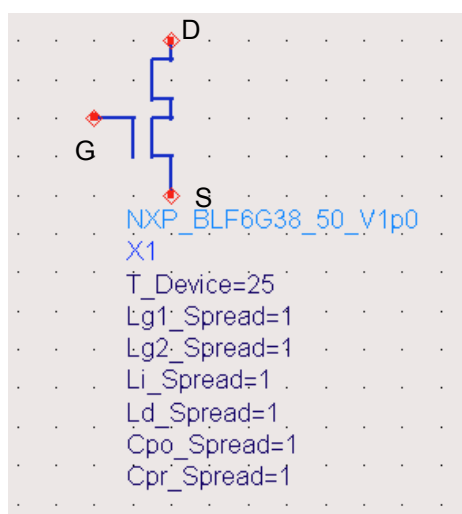 D
G
S
NXP_BLF6G38_50_V1p0
X1
T_Device=25
Lg1_Spread=1
Lg2_Spread=1
Li_Spread=1
Ld_Spread=1
Cpo_Spread=1
Cpr_Spread=1